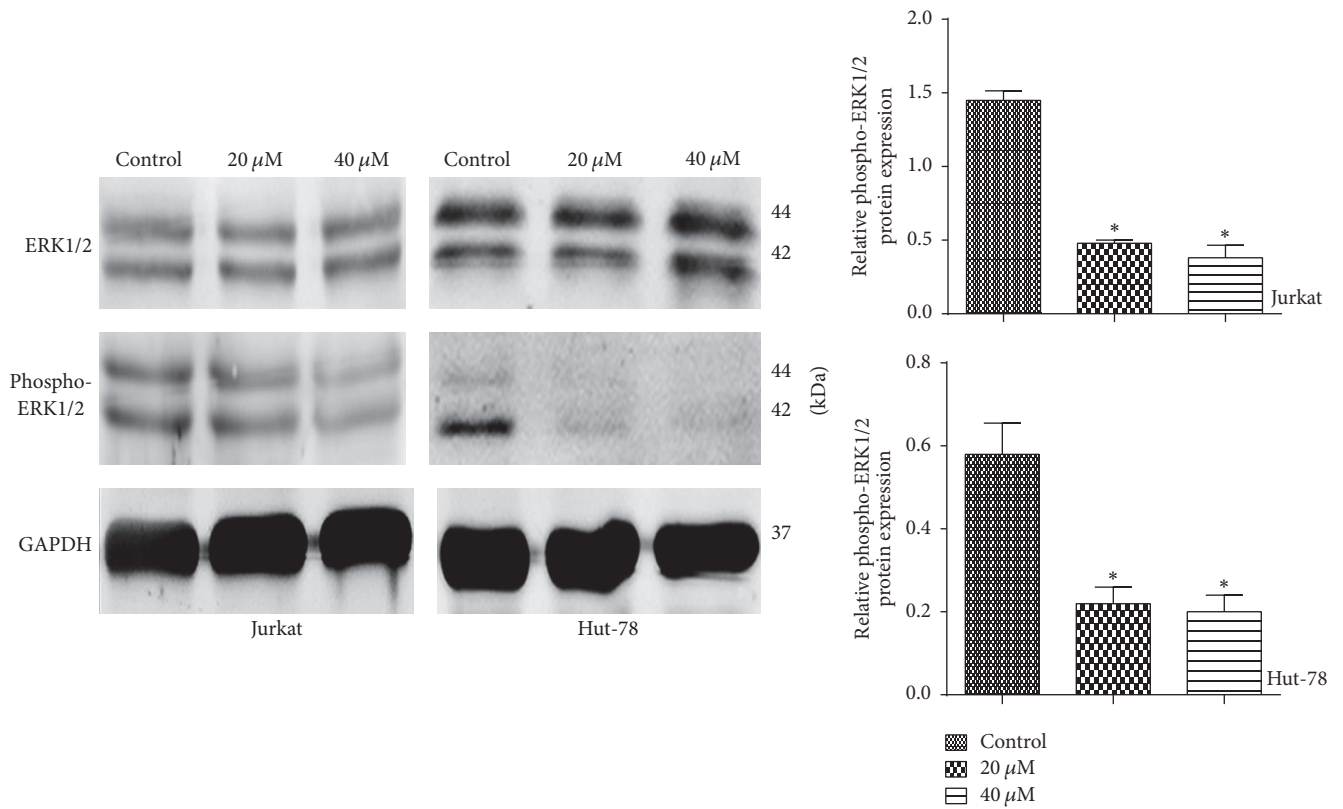 Control 20 μM 40 μM
Control 20 μM 40 μM
ERK1/2
44
42
Phospho-
ERK1/2
44
42
(kDa)
GAPDH
37
Jurkat
Hut-78
Relative phospho-ERK1/2
protein expression
2.0
1.5
1.0
0.5
0.0
*
*
Jurkat
Relative phospho-ERK1/2
protein expression
0.8
0.6
0.4
0.2
0.0
*
*
Hut-78
Control
20 μM
40 μM